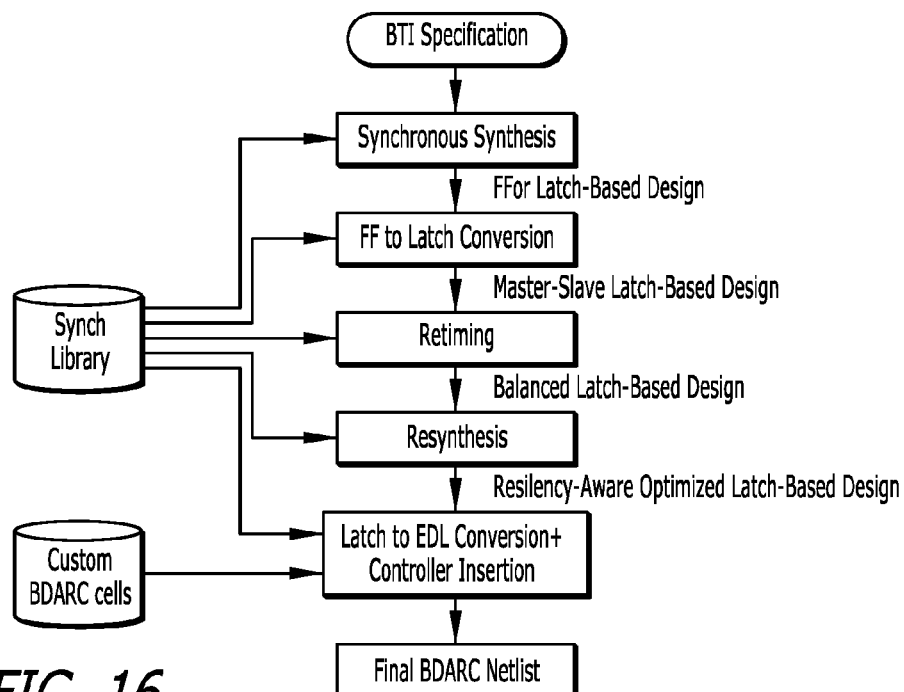 BTI Specification
Synchronous Synthesis
FFor Latch-Based Design
FF to Latch Conversion
Master-Slave Latch-Based Design
Synch
Library
Retiming
Balanced Latch-Based Design
Resynthesis
Resilency-Aware Optimized Latch-Based Design
Latch to EDL Conversion+
Controller Insertion
Custom
BDARC cells
Final BDARC Netlist
FIG. 16